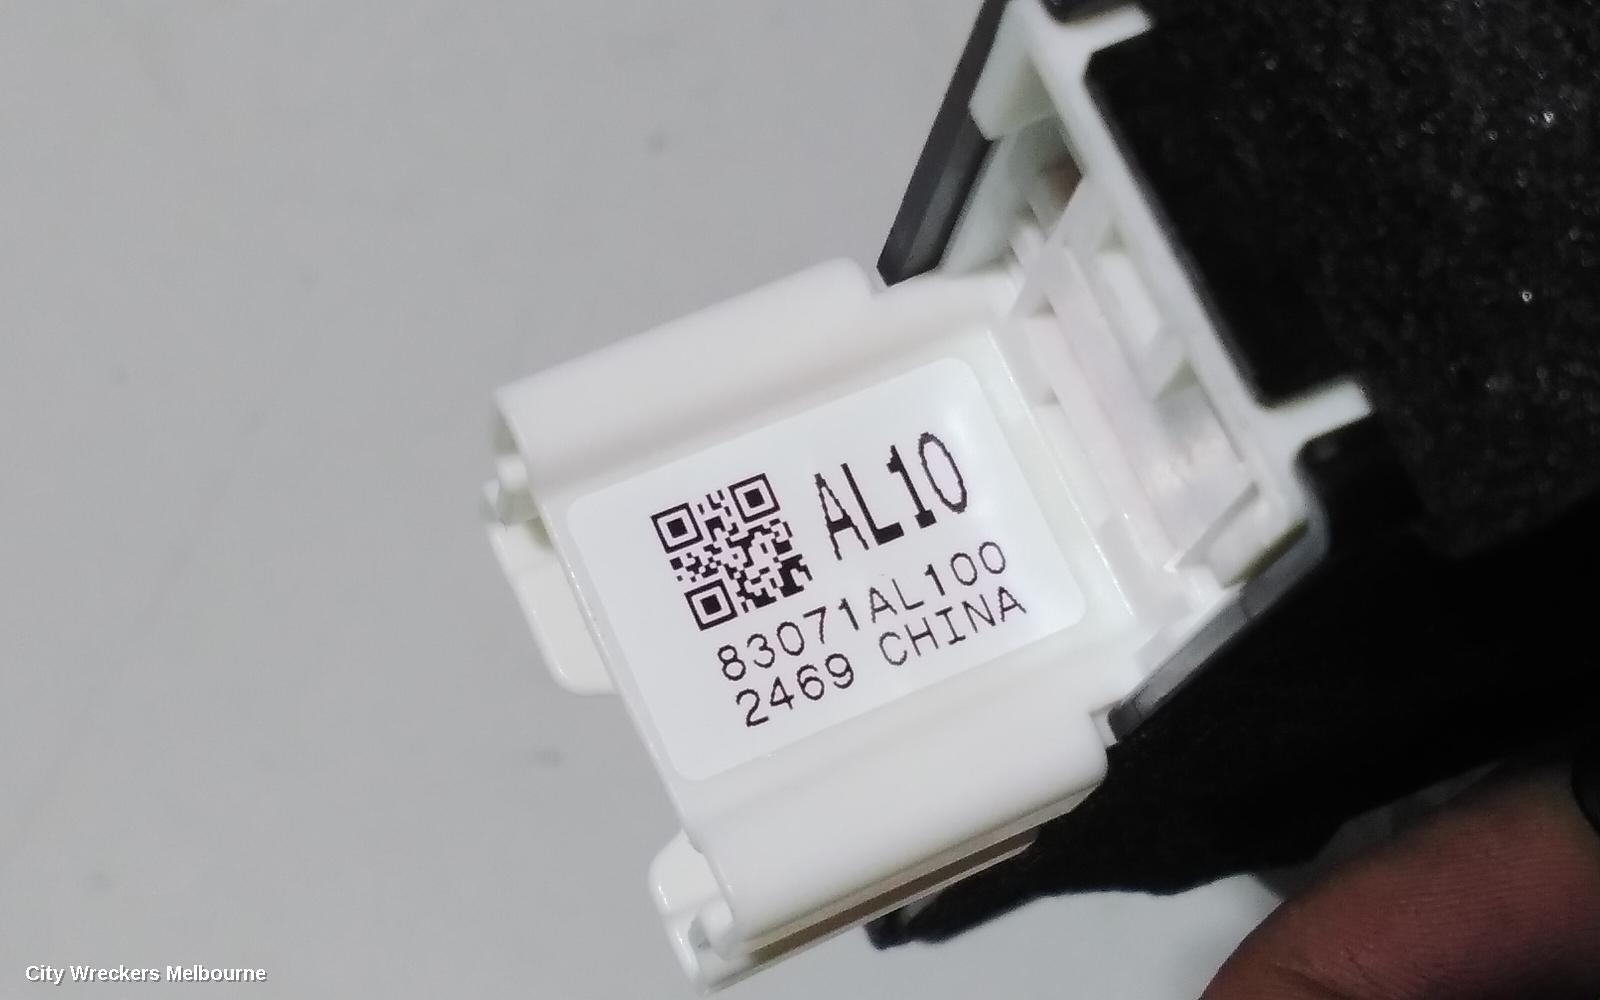 AL10
83071AL100
2469 CHINA
City Wreckers Melbourne